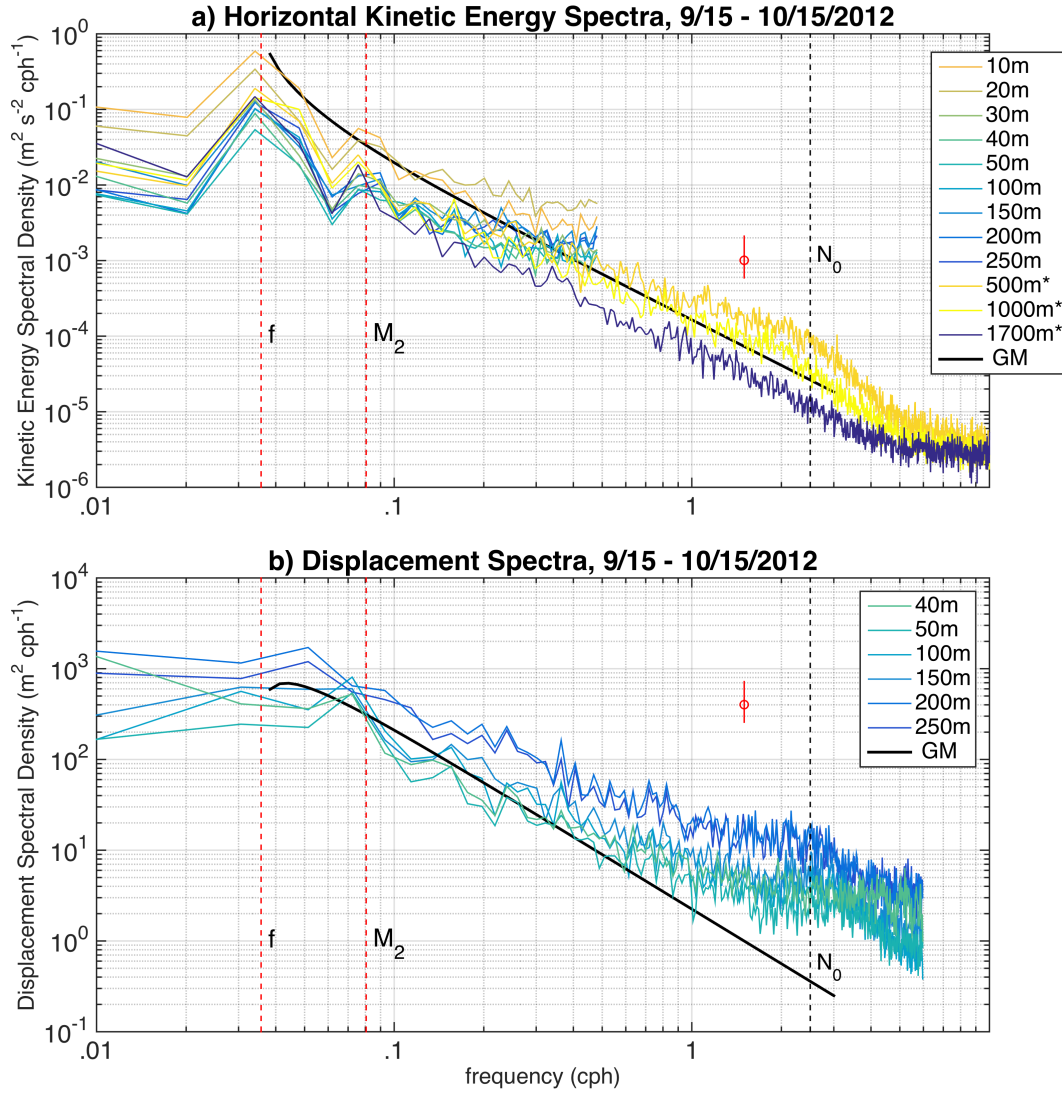 a) Horizontal Kinetic Energy Spectra, 9/15 - 10/15/2012
Kinetic Energy Spectral Density (m² s⁻² cph⁻¹)
10⁰
10⁻¹
10⁻²
10⁻³
10⁻⁴
10⁻⁵
10⁻⁶
.01
.1
1
f
M₂
N₀
10m
20m
30m
40m
50m
100m
150m
200m
250m
500m*
1000m*
1700m*
GM
b) Displacement Spectra, 9/15 - 10/15/2012
Displacement Spectral Density (m² cph⁻¹)
10⁴
10³
10²
10¹
10⁰
10⁻¹
.01
.1
1
f
M₂
N₀
40m
50m
100m
150m
200m
250m
GM
frequency (cph)